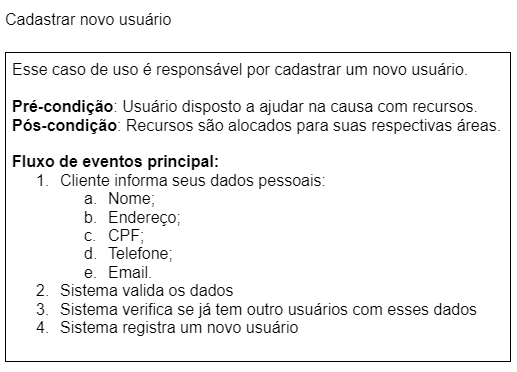 Cadastrar novo usuário
Esse caso de uso é responsável por cadastrar um novo usuário.
Pré-condição: Usuário disposto a ajudar na causa com recursos.
Pós-condição: Recursos são alocados para suas respectivas áreas.
Fluxo de eventos principal:
1. Cliente informa seus dados pessoais:
a. Nome;
b. Endereço;
c. CPF;
d. Telefone;
e. Email.
2. Sistema valida os dados
3. Sistema verifica se já tem outro usuários com esses dados
4. Sistema registra um novo usuário